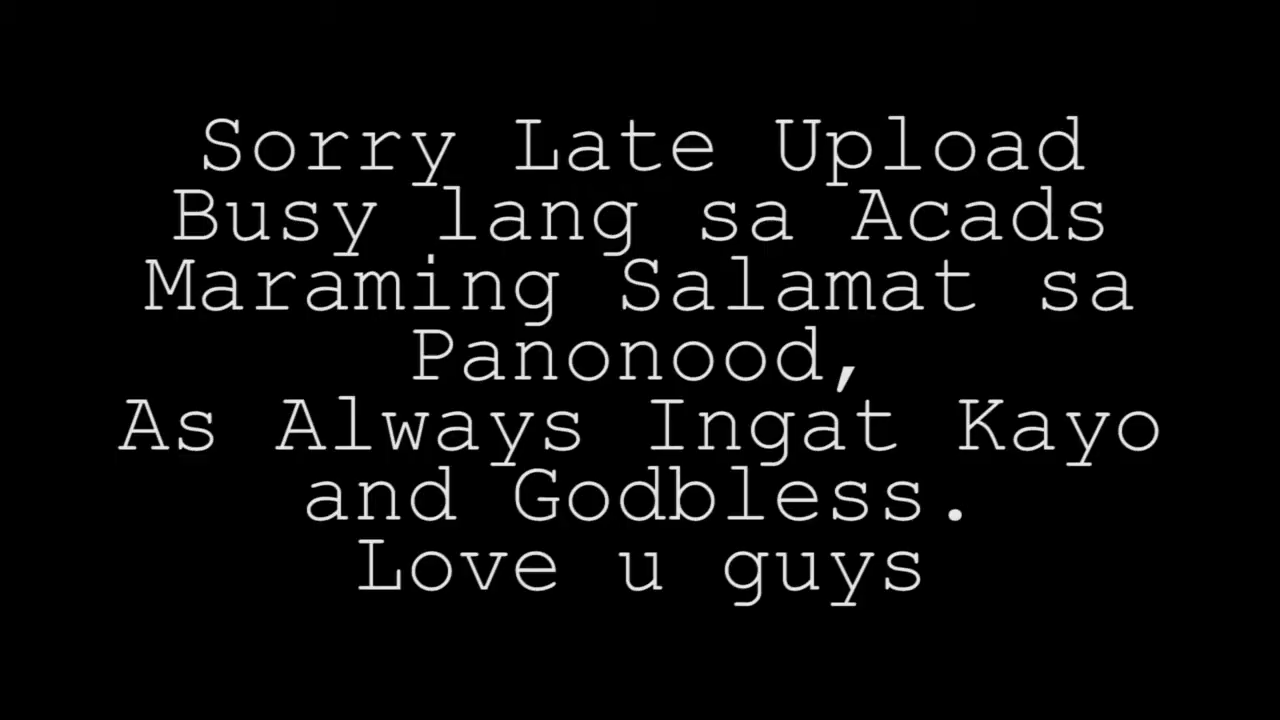 Sorry Late Upload
Busy lang sa Acads
Maraming Salamat sa
Panonood,
As Always Ingat Kayo
and Godbless.
Love u guys